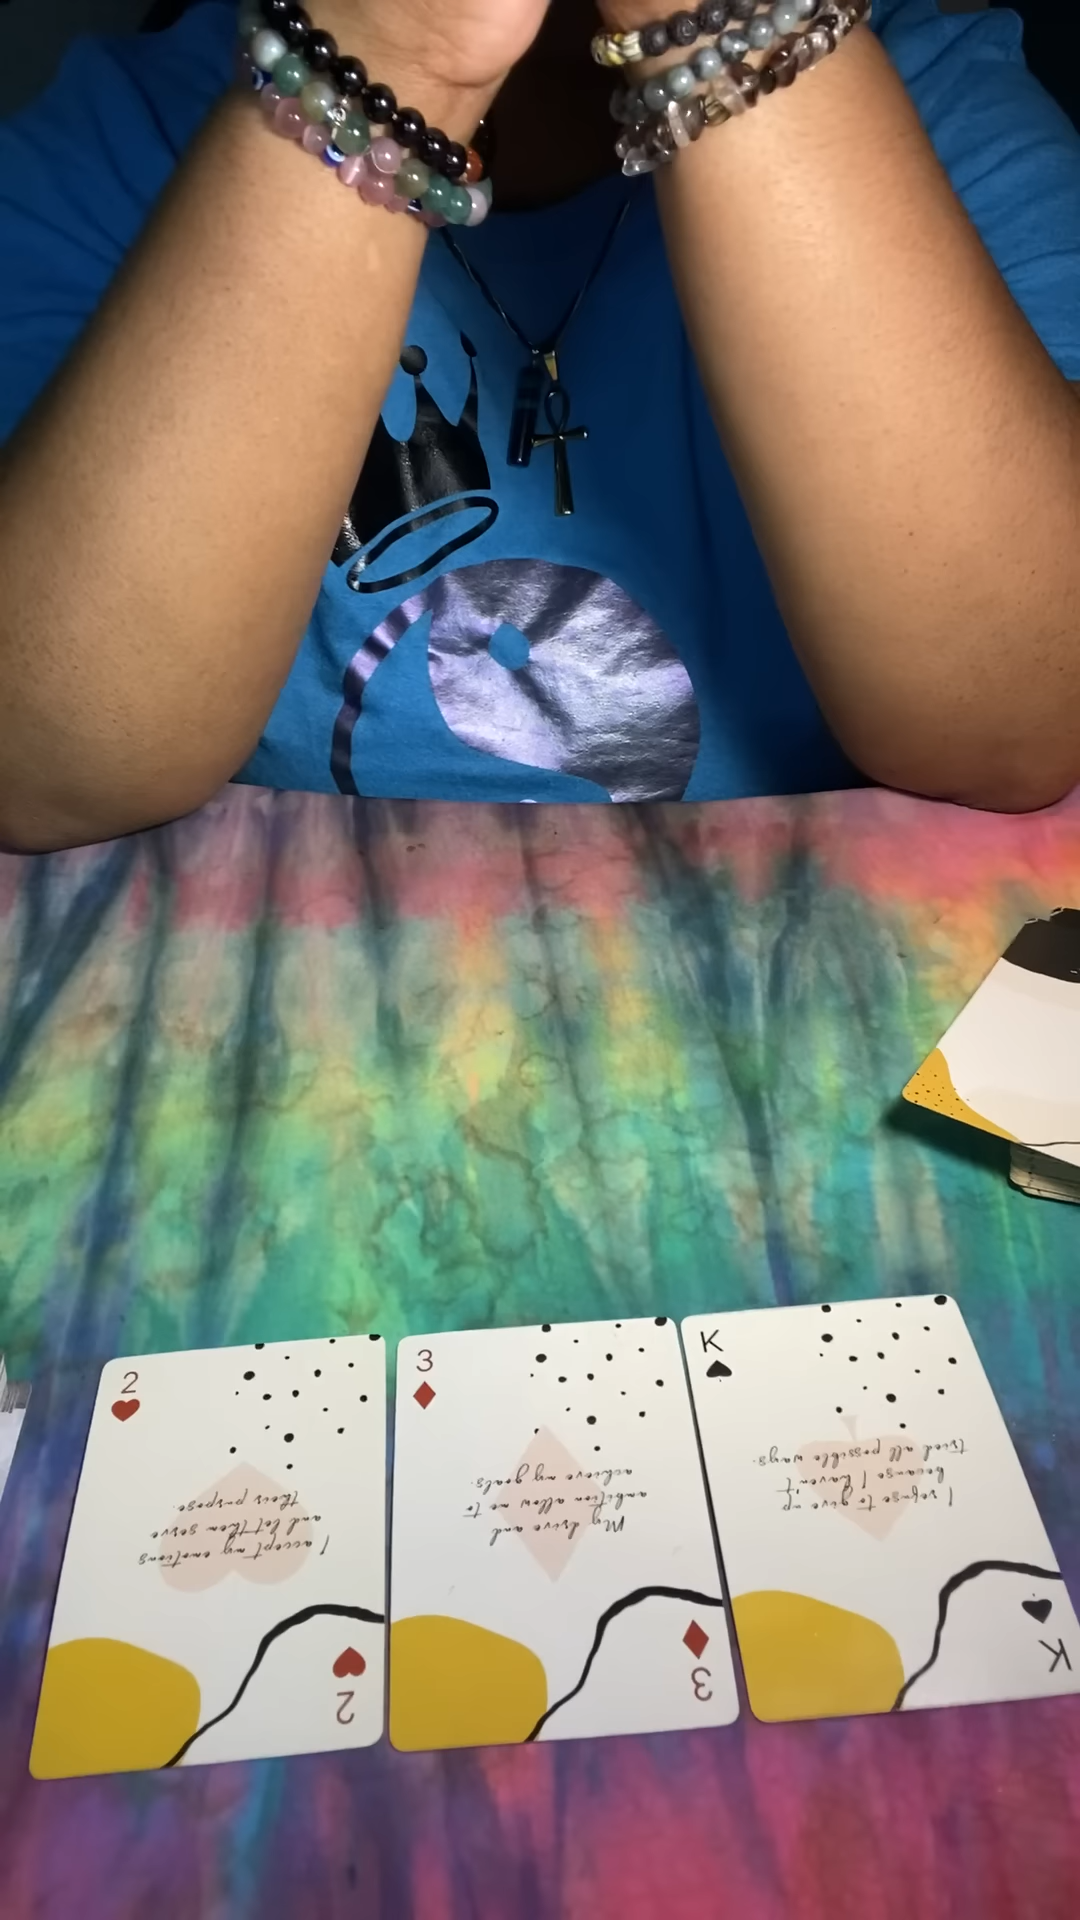 2
I accept my emotions
and let them serve
their purpose.
2
3
My drive and
ambition allow me to
achieve my goals.
3
K
I refuse to give up
because I haven't
tried all possible ways.
K